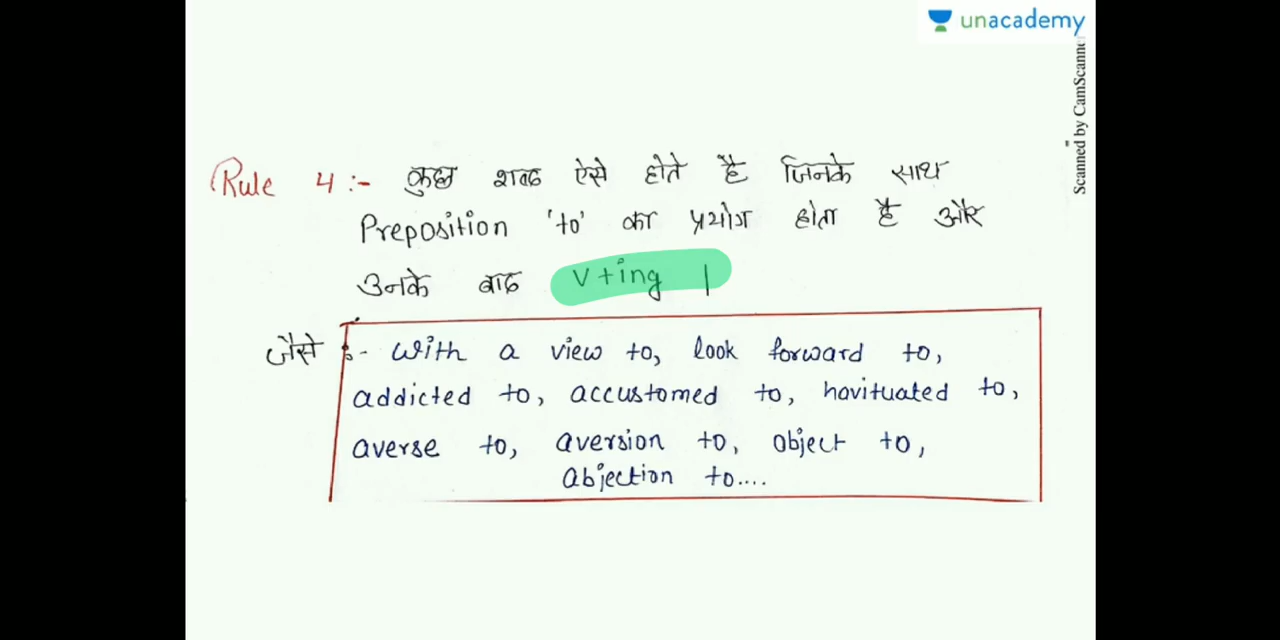 unacademy
Scanned by CamScanner
Rule 4 :- कुछ शब्द ऐसे होते है जिनके साथ
Preposition 'to' का प्रयोग होता है और
उनके बाद V+ing |
जैसे :- With a view to, look forward to,
addicted to, accustomed to, havituated to,
averse to, aversion to, object to,
abjection to....